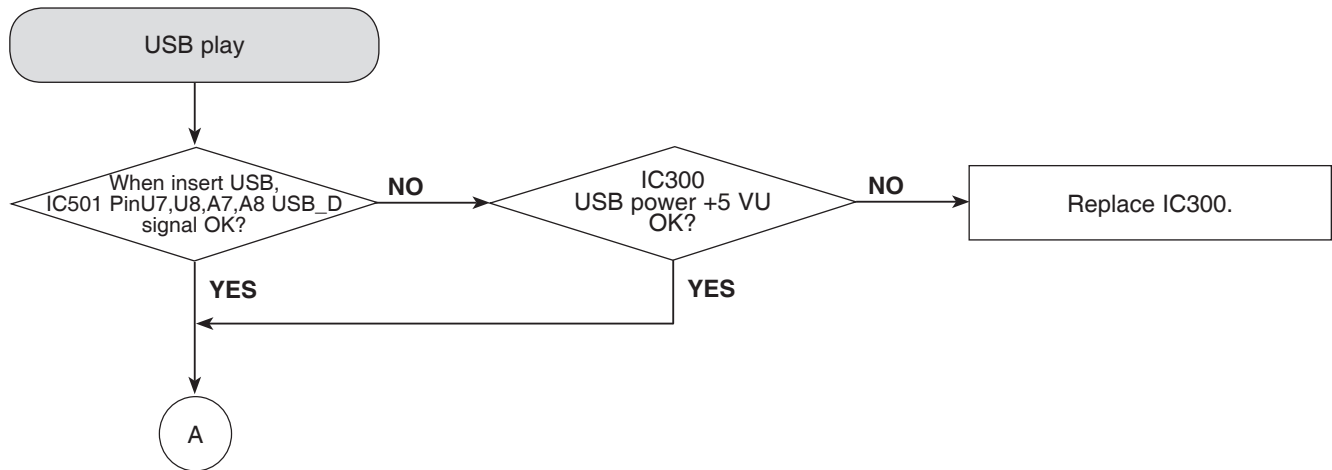 USB play
When insert USB,
IC501 PinU7,U8,A7,A8 USB_D
signal OK?
NO
IC300
USB power +5 VU
OK?
NO
Replace IC300.
YES
YES
A